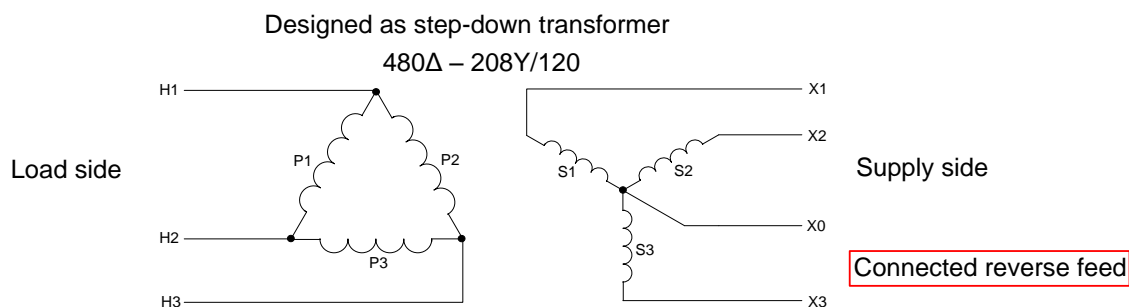 Designed as step-down transformer
480Δ – 208Y/120
H1
X1
X2
P1
P2
Load side
S1
S2
Supply side
X0
H2
S3
P3
Connected reverse feed
H3
X3